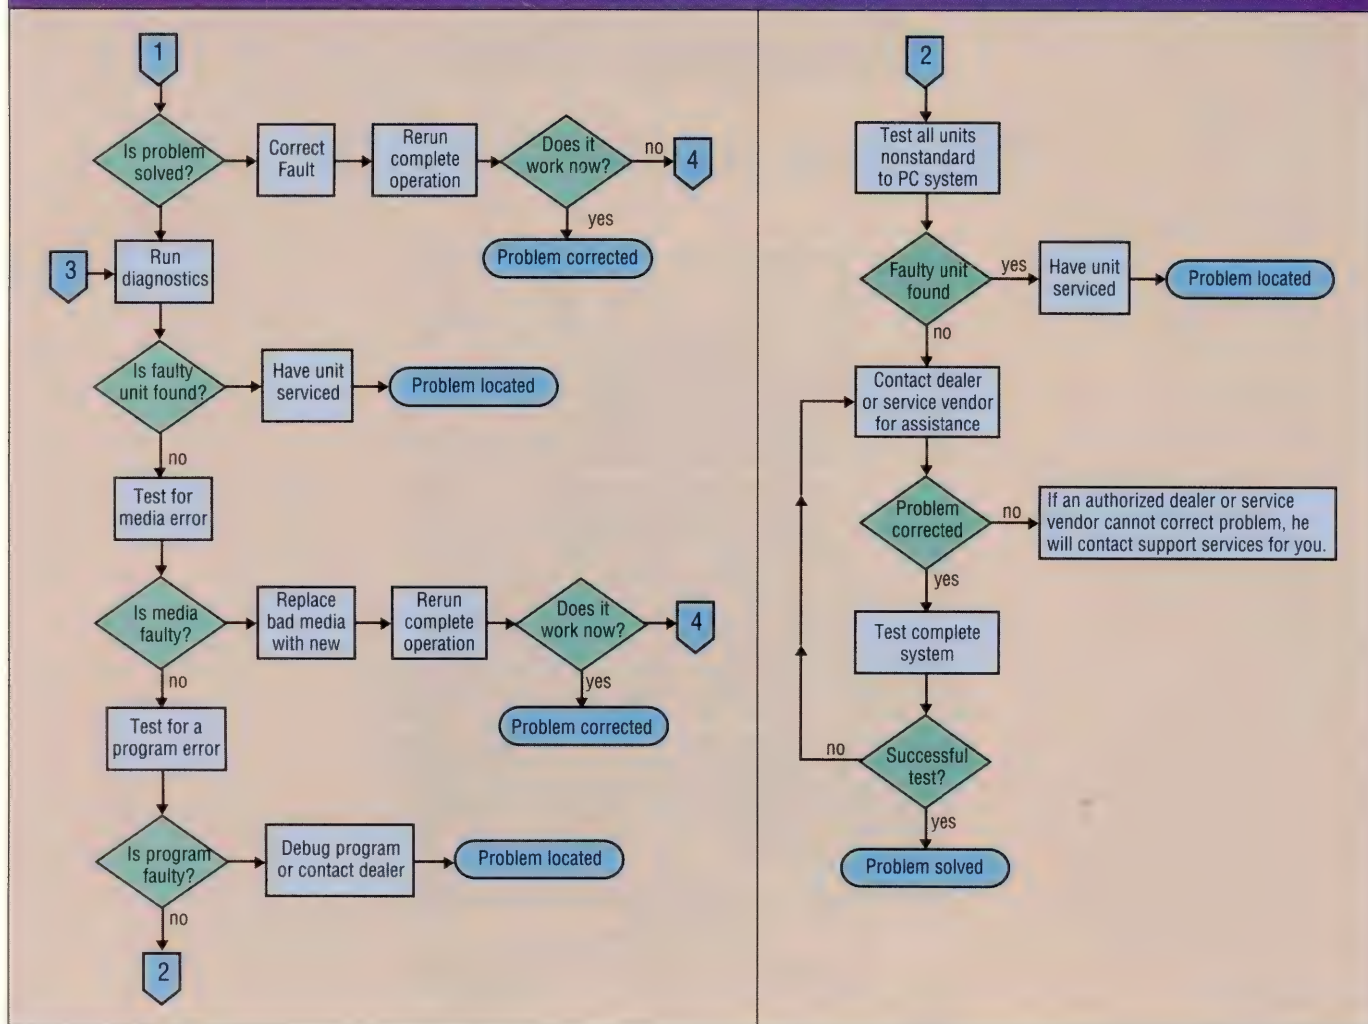 1
Is problem
solved?
Correct
Fault
Rerun
complete
operation
Does it
work now?
no
4
yes
Problem corrected
3
Run
diagnostics
Is faulty
unit found?
Have unit
serviced
Problem located
no
Test for
media error
Is media
faulty?
Replace
bad media
with new
Rerun
complete
operation
Does it
work now?
4
no
yes
Problem corrected
Test for a
program error
Is program
faulty?
Debug program
or contact dealer
Problem located
no
2
2
Test all units
nonstandard
to PC system
Faulty unit
found
yes
Have unit
serviced
Problem located
no
Contact dealer
or service vendor
for assistance
Problem
corrected
no
If an authorized dealer or service
vendor cannot correct problem, he
will contact support services for you.
yes
Test complete
system
Successful
test?
no
yes
Problem solved